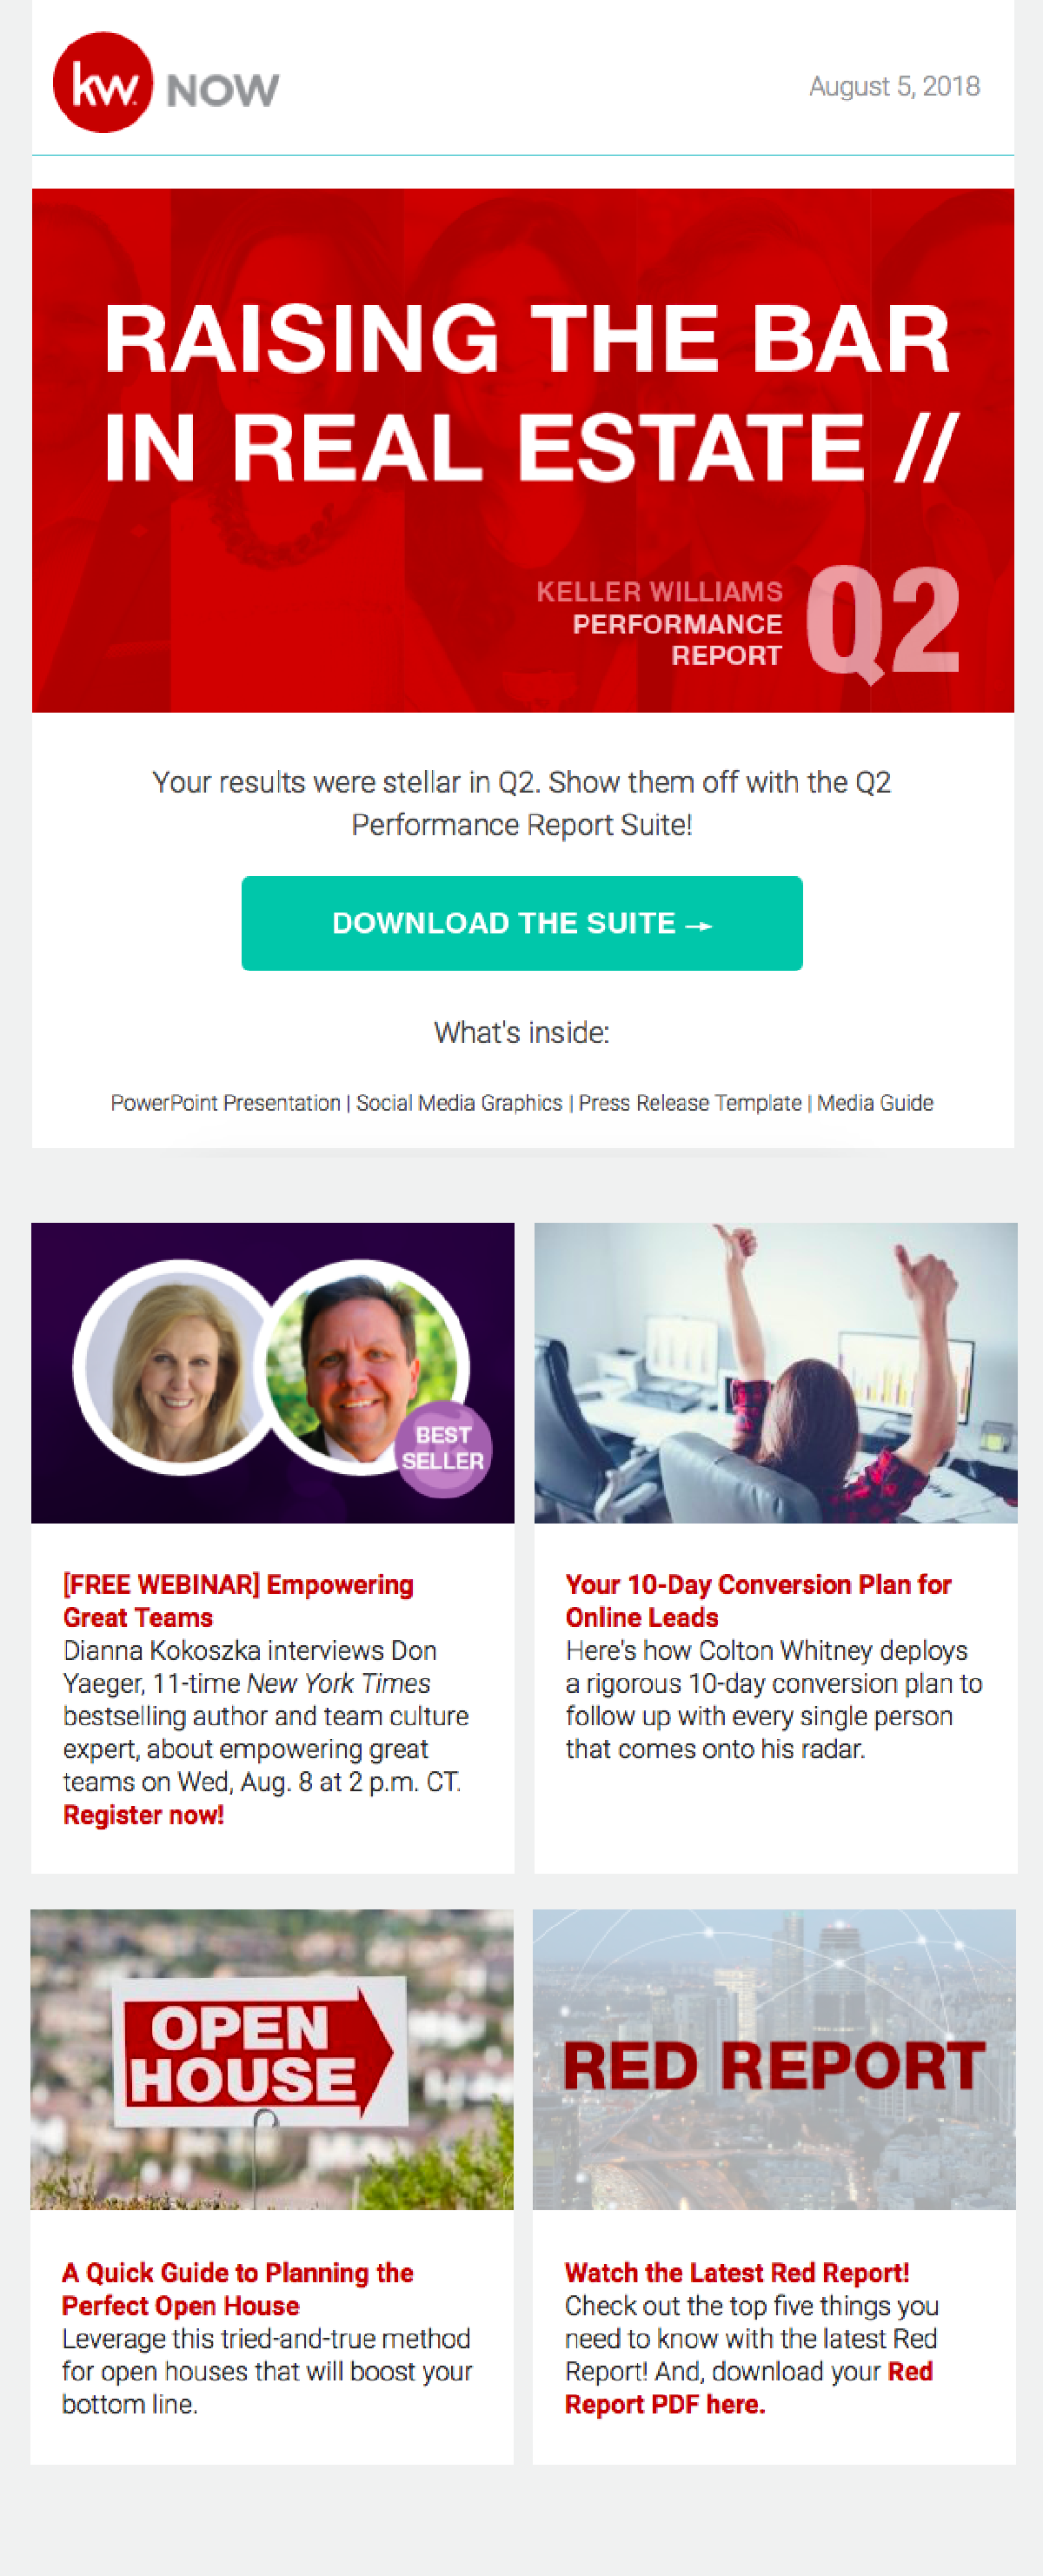 kw NOW
August 5, 2018
RAISING THE BAR
IN REAL ESTATE //
KELLER WILLIAMS
PERFORMANCE
REPORT
Q2
Your results were stellar in Q2. Show them off with the Q2
Performance Report Suite!
DOWNLOAD THE SUITE →
What's inside:
PowerPoint Presentation | Social Media Graphics | Press Release Template | Media Guide
BEST
SELLER
[FREE WEBINAR] Empowering
Great Teams
Dianna Kokoszka interviews Don
Yaeger, 11-time New York Times
bestselling author and team culture
expert, about empowering great
teams on Wed, Aug. 8 at 2 p.m. CT.
Register now!
Your 10-Day Conversion Plan for
Online Leads
Here's how Colton Whitney deploys
a rigorous 10-day conversion plan to
follow up with every single person
that comes onto his radar.
OPEN
HOUSE
A Quick Guide to Planning the
Perfect Open House
Leverage this tried-and-true method
for open houses that will boost your
bottom line.
RED REPORT
Watch the Latest Red Report!
Check out the top five things you
need to know with the latest Red
Report! And, download your Red
Report PDF here.